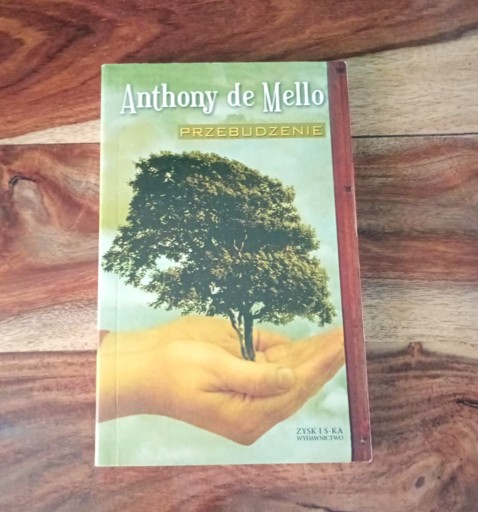 Anthony de Mello
PRZEBUDZENIE
ZYSK I S-KA
WYDAWNICTWO